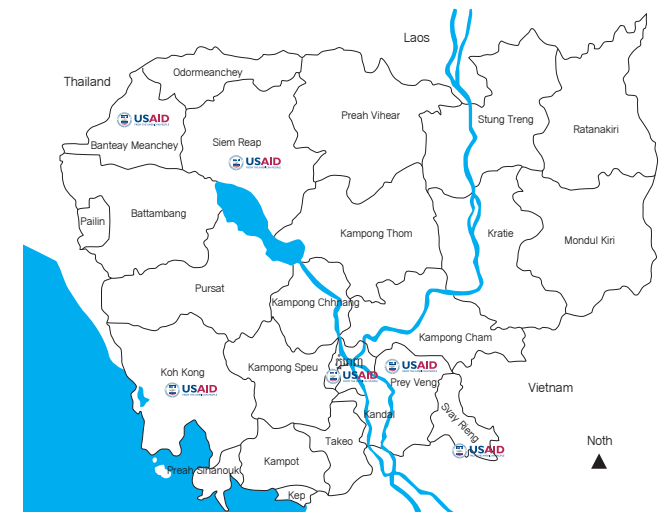 Laos
Thailand
Odormeanchey
USAID
Banteay Meanchey
Siem Reap
USAID
Preah Vihear
Stung Treng
Ratanakiri
Pailin
Battambang
Kampong Thom
Kratie
Mondul Kiri
Pursat
Kampong Chhnang
Kampong Cham
Koh Kong
USAID
Kampong Speu
USAID
USAID
Prey Veng
Vietnam
Kandal
Svay Rieng
USAID
Takeo
Noth
Kampot
Preah Sihanouk
Kep